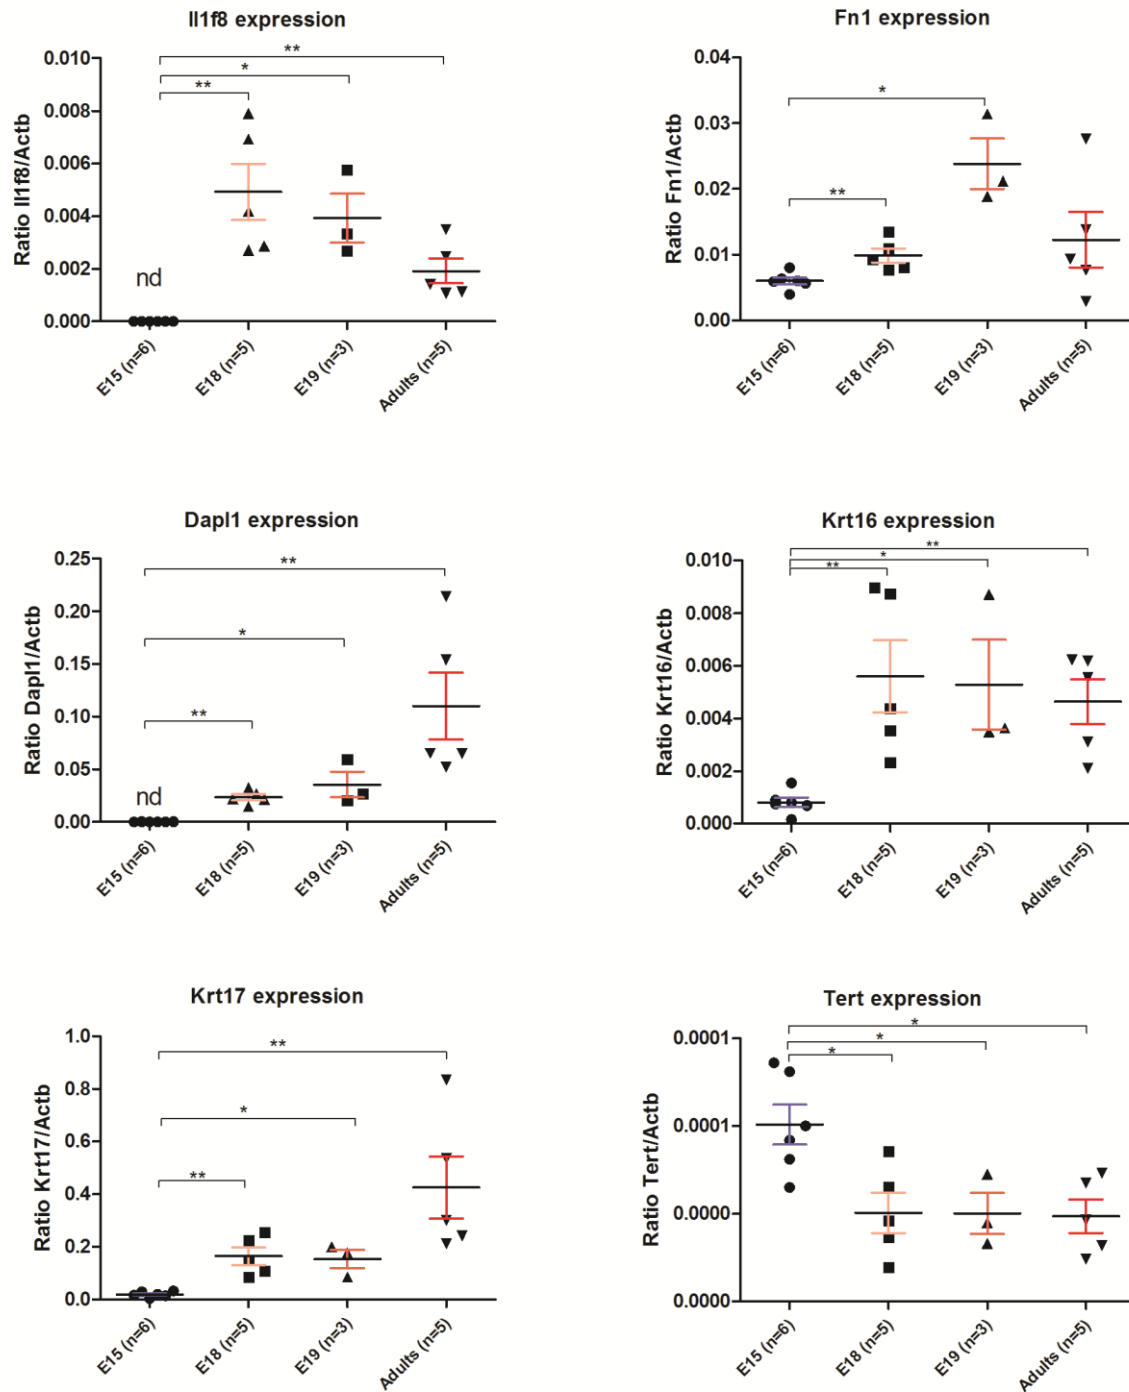 Il1f8 expression
**
*
**
Ratio Il1f8/Actb
0.010
0.008
0.006
0.004
0.002
0.000
nd
E15 (n=6)
E18 (n=5)
E19 (n=3)
Adults (n=5)
Fn1 expression
*
**
Ratio Fn1/Actb
0.04
0.03
0.02
0.01
0.00
E15 (n=6)
E18 (n=5)
E19 (n=3)
Adults (n=5)
Dapl1 expression
**
*
**
Ratio Dapl1/Actb
0.25
0.20
0.15
0.10
0.05
0.00
nd
E15 (n=6)
E18 (n=5)
E19 (n=3)
Adults (n=5)
Krt16 expression
**
*
**
Ratio Krt16/Actb
0.010
0.008
0.006
0.004
0.002
0.000
E15 (n=6)
E18 (n=5)
E19 (n=3)
Adults (n=5)
Krt17 expression
**
*
**
Ratio Krt17/Actb
1.0
0.8
0.6
0.4
0.2
0.0
E15 (n=6)
E18 (n=5)
E19 (n=3)
Adults (n=5)
Tert expression
*
*
*
Ratio Tert/Actb
0.0001
0.0001
0.0000
0.0000
E15 (n=6)
E18 (n=5)
E19 (n=3)
Adults (n=5)